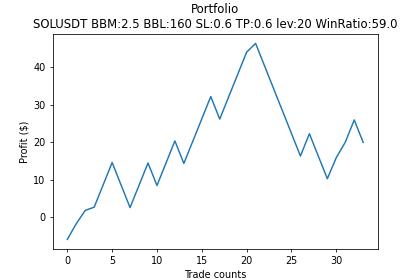 Portfolio
SOLUSDT BBM:2.5 BBL:160 SL:0.6 TP:0.6 lev:20 WinRatio:59.0
Profit ($)
40
30
20
10
0
0 5 10 15 20 25 30
Trade counts